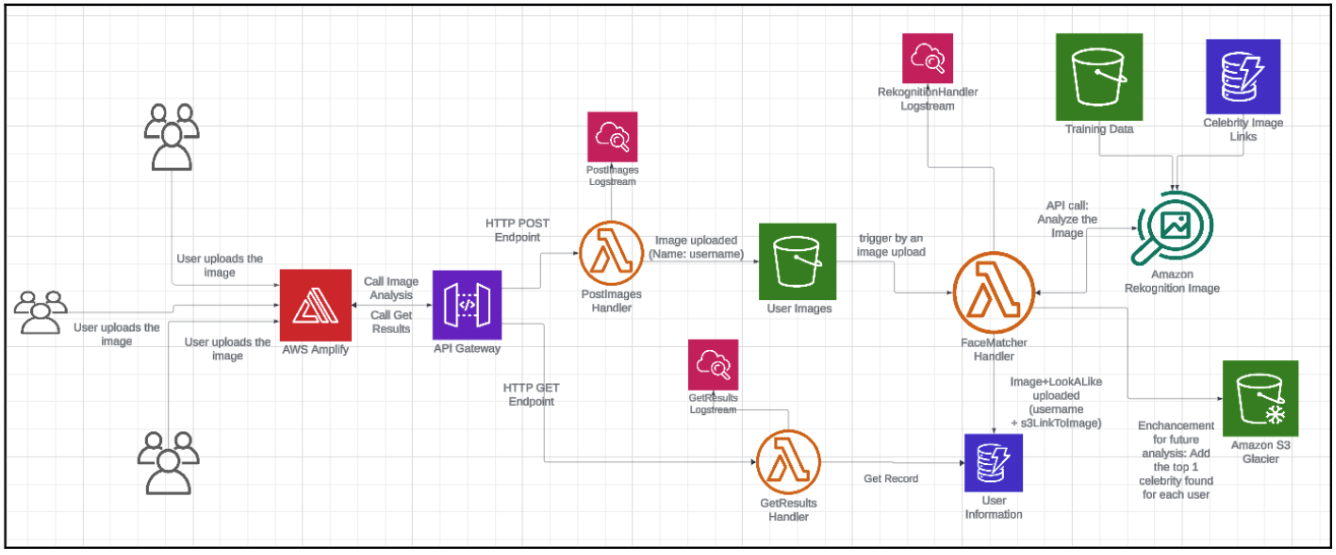 RekognitionHandler
Logstream
Training Data
Celebrity Image
Links
PostImages
Logstream
HTTP POST
Endpoint
API call:
Analyze the
Image
User uploads the
image
Image uploaded
(Name: username)
trigger by an
image upload
Call Image
Analysis
PostImages
Handler
User Images
Amazon
Rekognition Image
User uploads the
image
User uploads the
image
Call Get
Results
AWS Amplify
API Gateway
FaceMatcher
Handler
HTTP GET
Endpoint
GetResults
Logstream
Image+LookALike
uploaded
(username
+ s3LinkToImage)
Enchancement
for future
analysis: Add
the top 1
celebrity found
for each user
Amazon S3
Glacier
Get Record
GetResults
Handler
User
Information